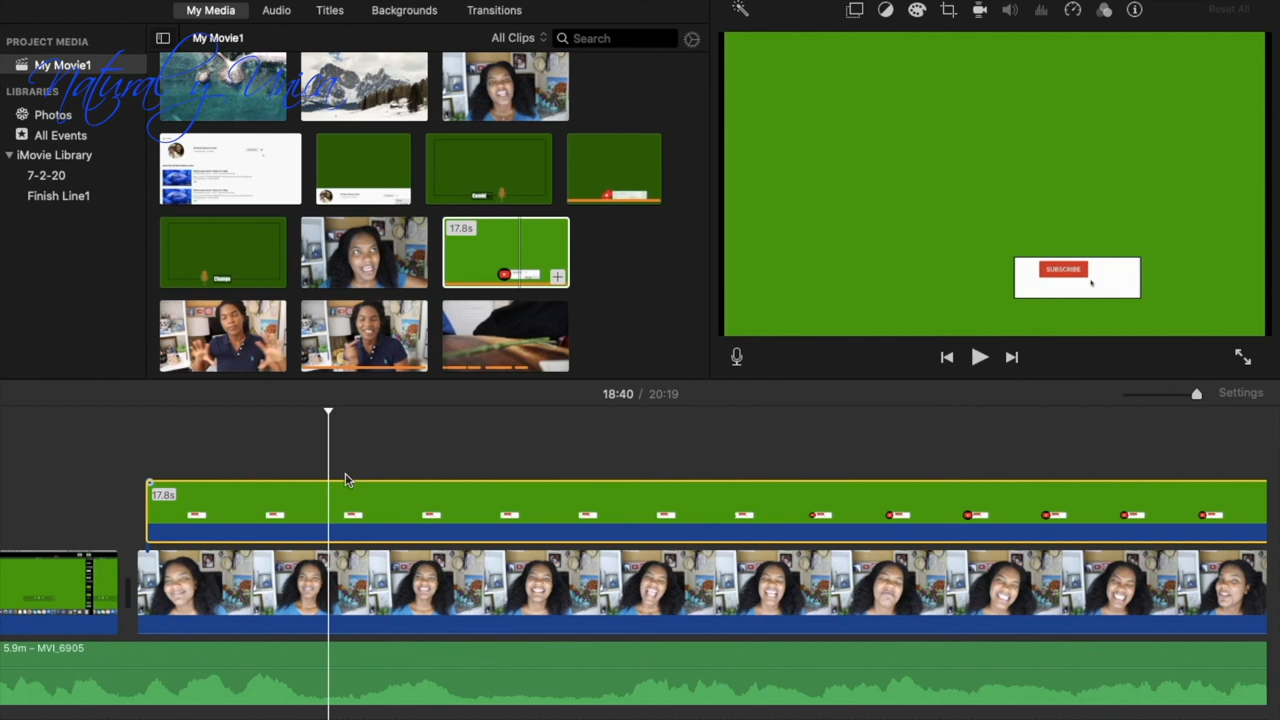 My Media
Audio
Titles
Backgrounds
Transitions
Reset All
PROJECT MEDIA
My Movie1
All Clips
Search
My Movie1
Naturally Unica
LIBRARIES
Photos
All Events
iMovie Library
7-2-20
Finish Line1
17.8s
SUBSCRIBE
18:40 / 20:19
Settings
17.8s
5.9m – MVI_6905